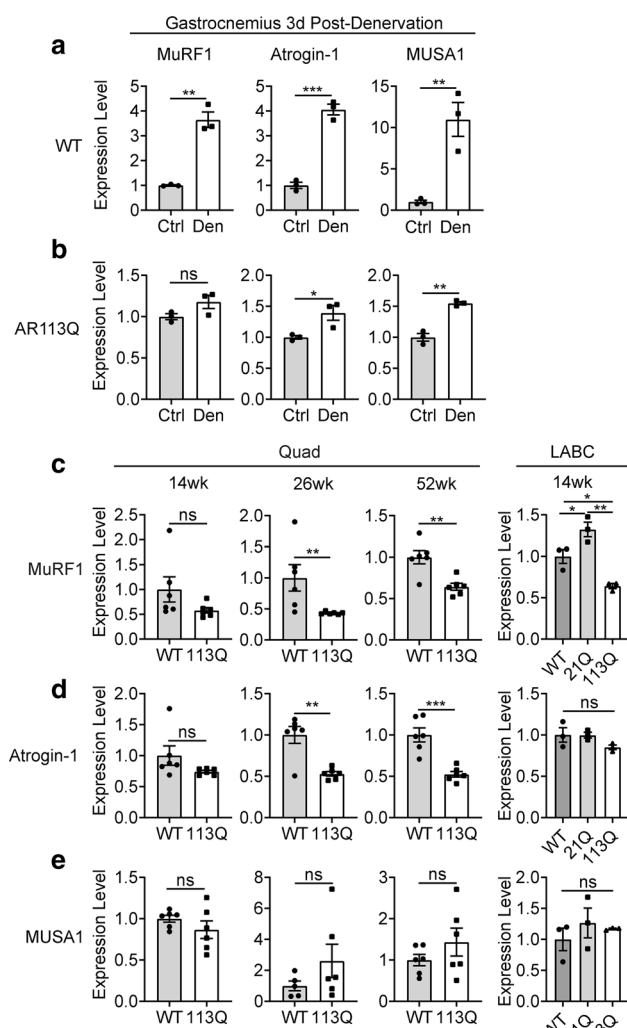 Gastrocnemius 3d Post-Denervation
a
MuRF1 Atrogin-1 MUSA1
WT
Expression Level
5 4 3 2 1 0
**
Ctrl Den
5 4 3 2 1 0
***
Ctrl Den
15 10 5 0
**
Ctrl Den
b
AR113Q
Expression Level
1.5 1.0 0.5 0.0
ns
Ctrl Den
2.0 1.5 1.0 0.5 0.0
*
Ctrl Den
2.0 1.5 1.0 0.5 0.0
**
Ctrl Den
c
Quad LABC
14wk 26wk 52wk 14wk
MuRF1
Expression Level
2.5 2.0 1.5 1.0 0.5 0.0
ns
WT 113Q
2.0 1.5 1.0 0.5 0.0
**
WT 113Q
1.5 1.0 0.5 0.0
**
WT 113Q
Expression Level
1.5 1.0 0.5 0.0
*
* **
WT 21Q 113Q
d
Atrogin-1
Expression Level
2.0 1.5 1.0 0.5 0.0
ns
WT 113Q
1.5 1.0 0.5 0.0
**
WT 113Q
1.5 1.0 0.5 0.0
***
WT 113Q
Expression Level
1.5 1.0 0.5 0.0
ns
WT 21Q 113Q
e
MUSA1
Expression Level
1.5 1.0 0.5 0.0
ns
WT 113Q
8 6 4 2 0
ns
WT 113Q
3 2 1 0
ns
WT 113Q
Expression Level
2.0 1.5 1.0 0.5 0.0
ns